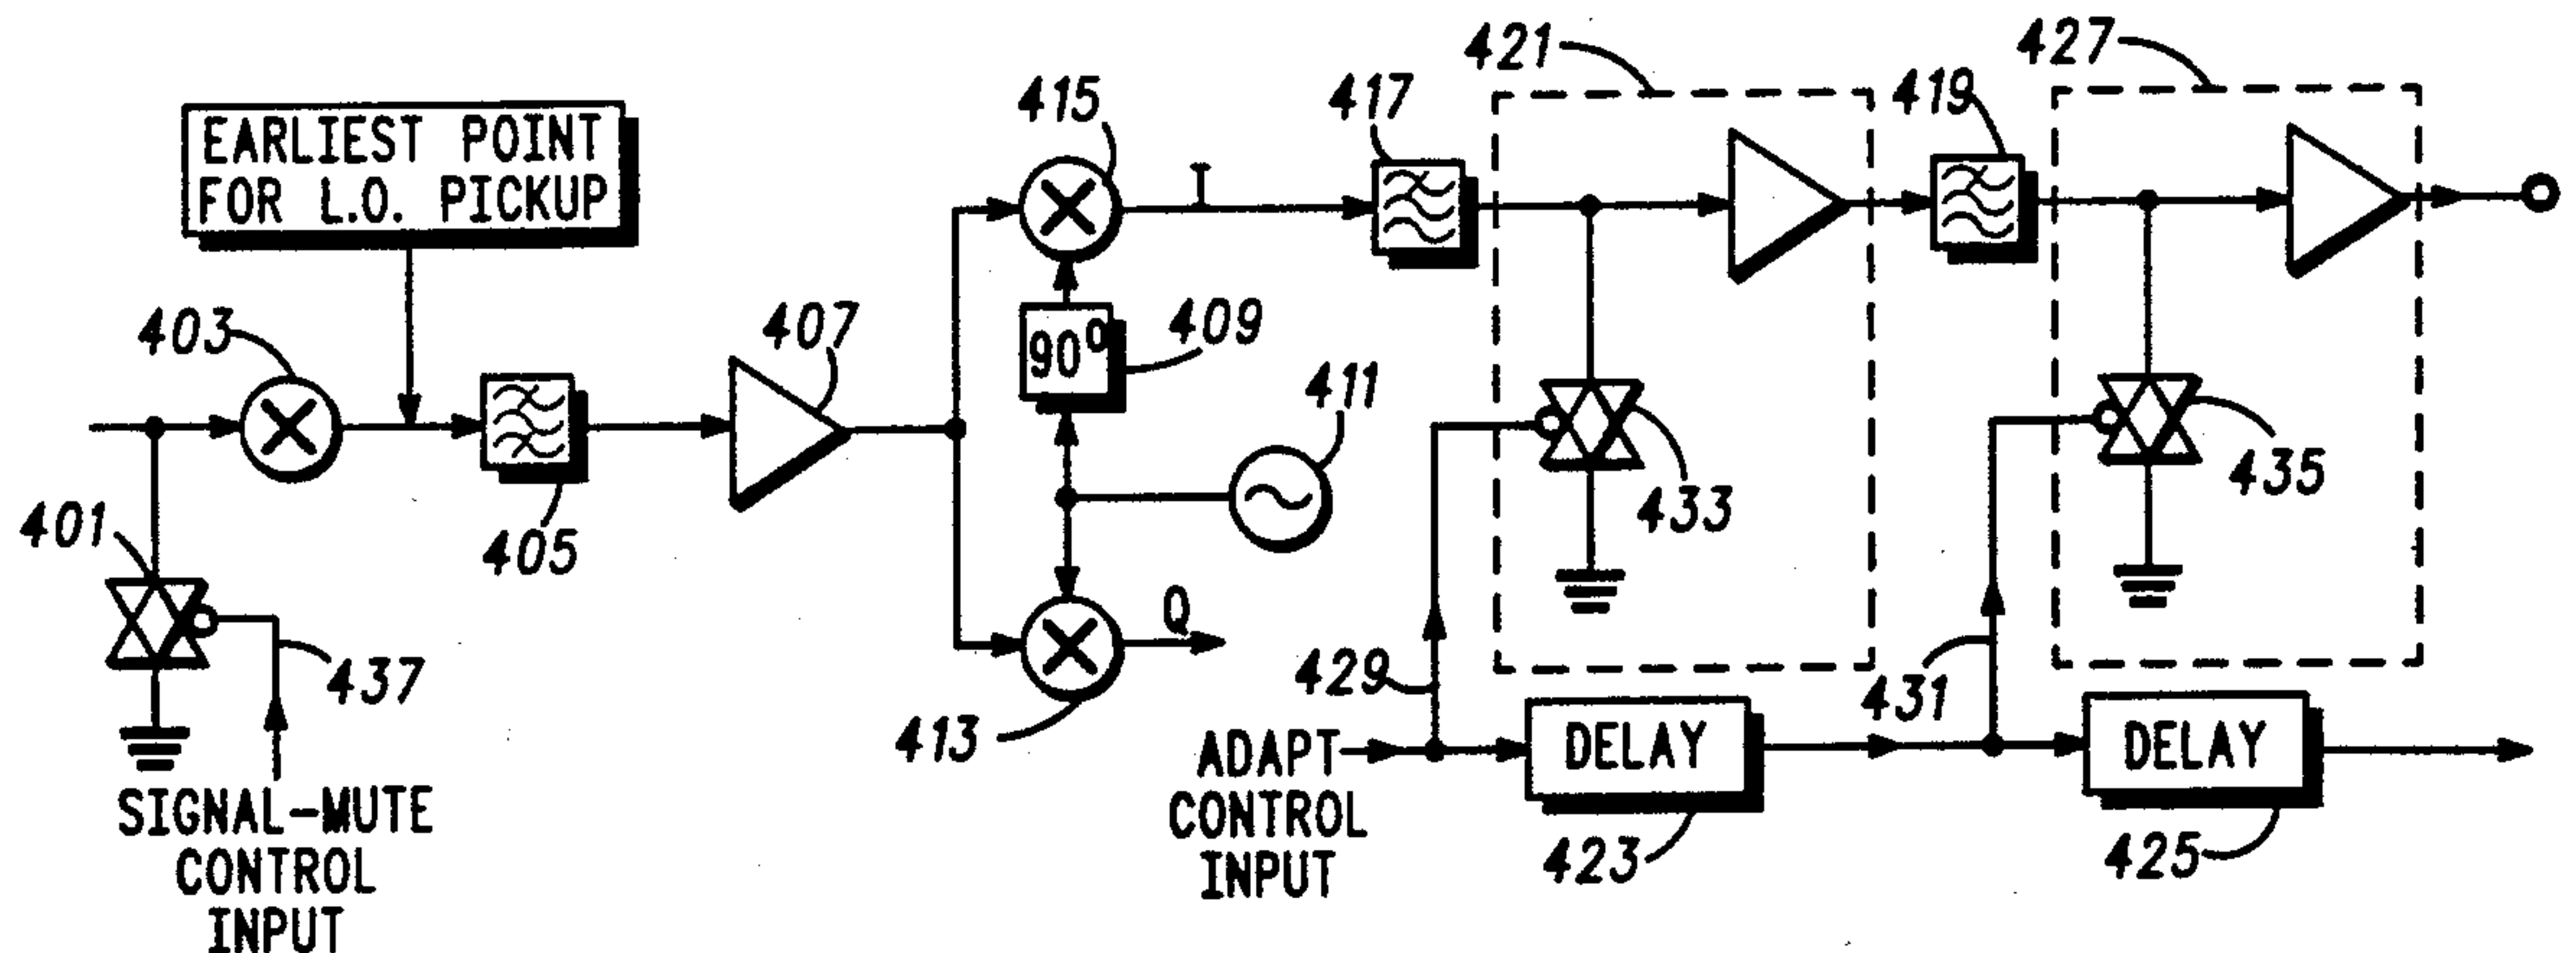 EARLIEST POINT
FOR L.O. PICKUP
403
401
437
SIGNAL-MUTE
CONTROL
INPUT
405
407
415
I
90°
409
411
413
Q
417
421
433
419
427
435
429
ADAPT
CONTROL
INPUT
DELAY
423
431
DELAY
425